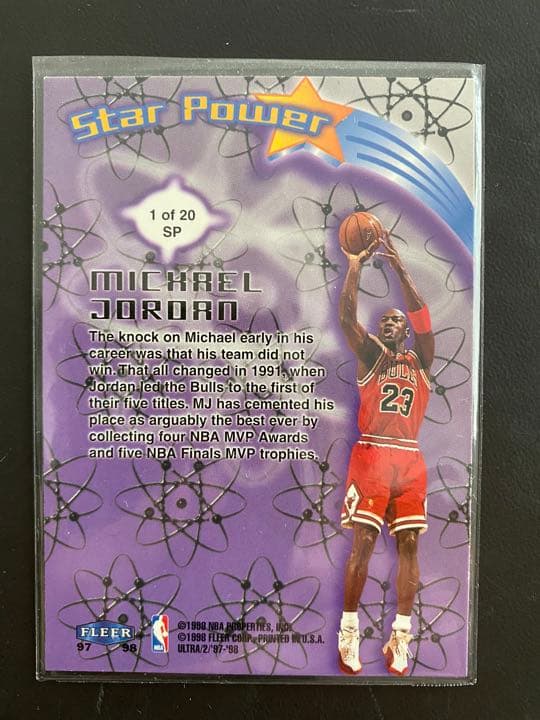 Star Power
1 of 20
SP
MICHAEL
JORDAN
The knock on Michael early in his
career was that his team did not
win. That all changed in 1991, when
Jordan led the Bulls to the first of
their five titles. MJ has cemented his
place as arguably the best ever by
collecting four NBA MVP Awards
and five NBA Finals MVP trophies.
BULLS
23
FLEER
97 98
NBA
©1998 NBA PROPERTIES, INC.
©1998 FLEER CORP., PRINTED IN U.S.A.
ULTRA/2/'97-'98